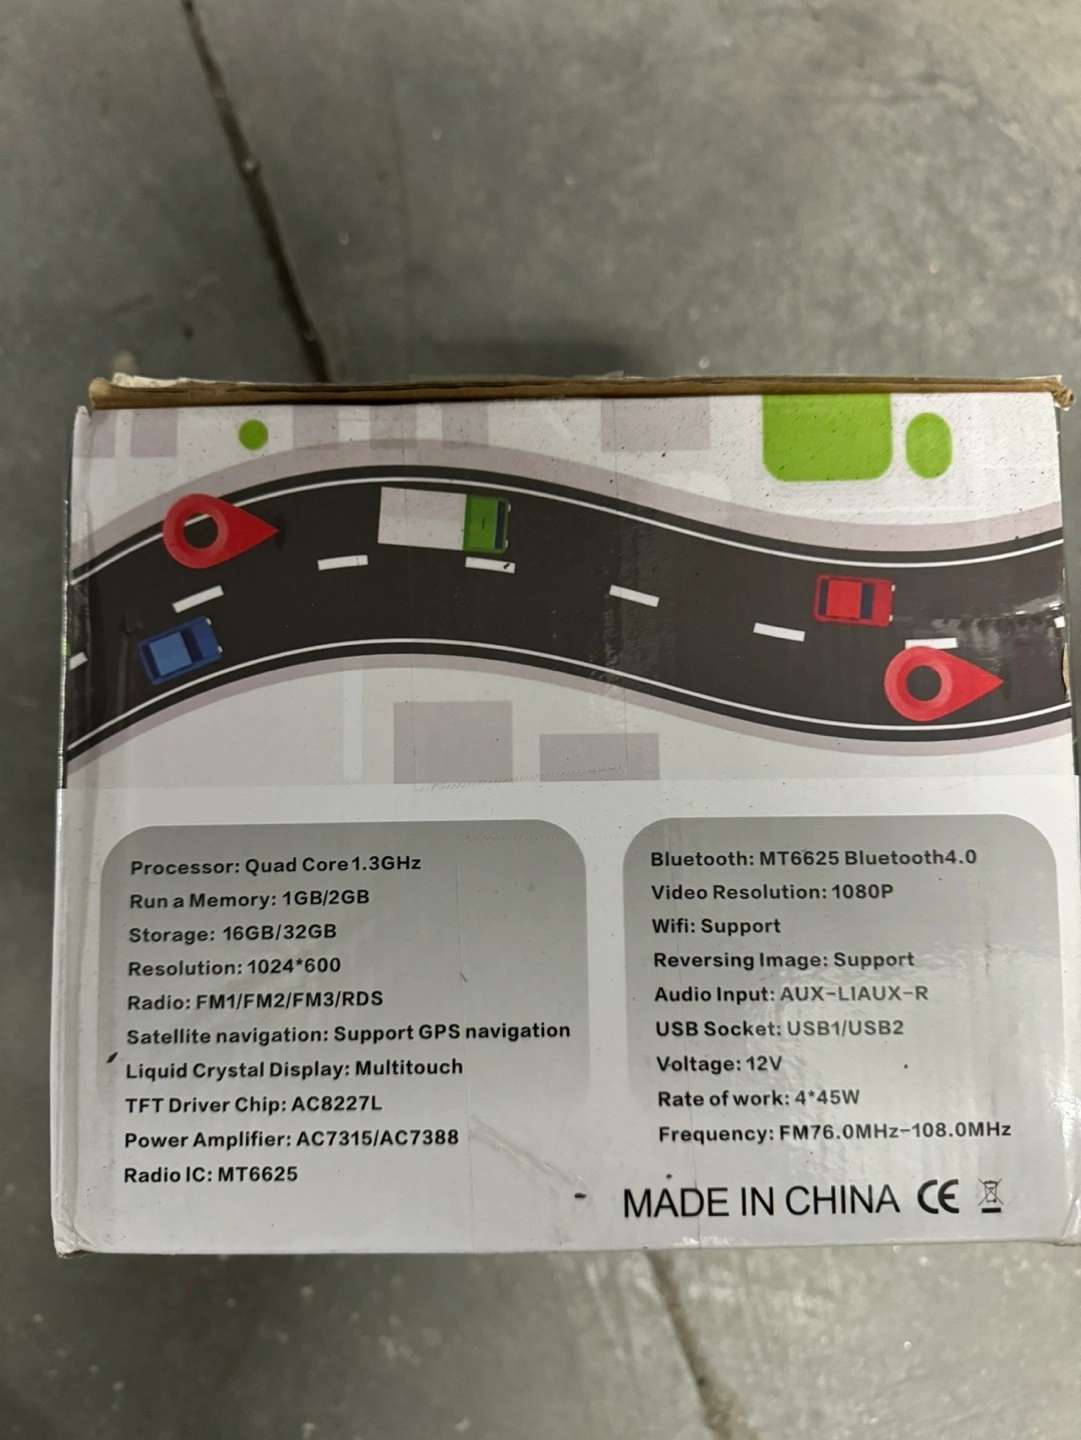 Processor: Quad Core1.3GHz
Run a Memory: 1GB/2GB
Storage: 16GB/32GB
Resolution: 1024*600
Radio: FM1/FM2/FM3/RDS
Satellite navigation: Support GPS navigation
Liquid Crystal Display: Multitouch
TFT Driver Chip: AC8227L
Power Amplifier: AC7315/AC7388
Radio IC: MT6625
Bluetooth: MT6625 Bluetooth4.0
Video Resolution: 1080P
Wifi: Support
Reversing Image: Support
Audio Input: AUX-LIAUX-R
USB Socket: USB1/USB2
Voltage: 12V
Rate of work: 4*45W
Frequency: FM76.0MHz-108.0MHz
MADE IN CHINA CE